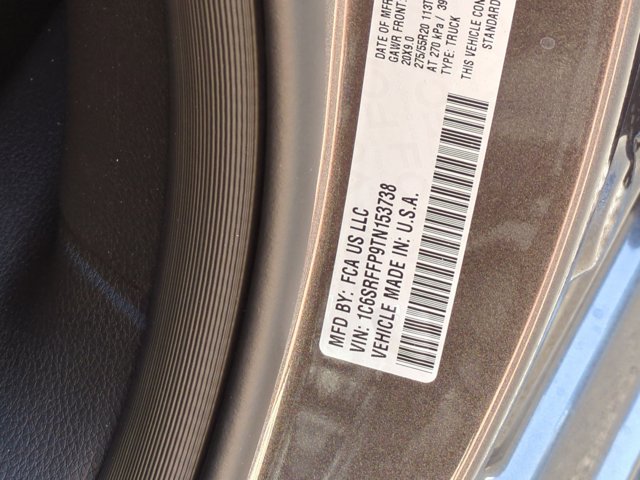 MFD BY: FCA US LLC
VIN: 1C6SRFFP9TN153738
VEHICLE MADE IN: U.S.A.
DATE OF MFR
GAWR FRONT:
20X9.0
275/55R20 113T
AT 270 kPa / 39
TYPE: TRUCK
THIS VEHICLE CON
STANDARD